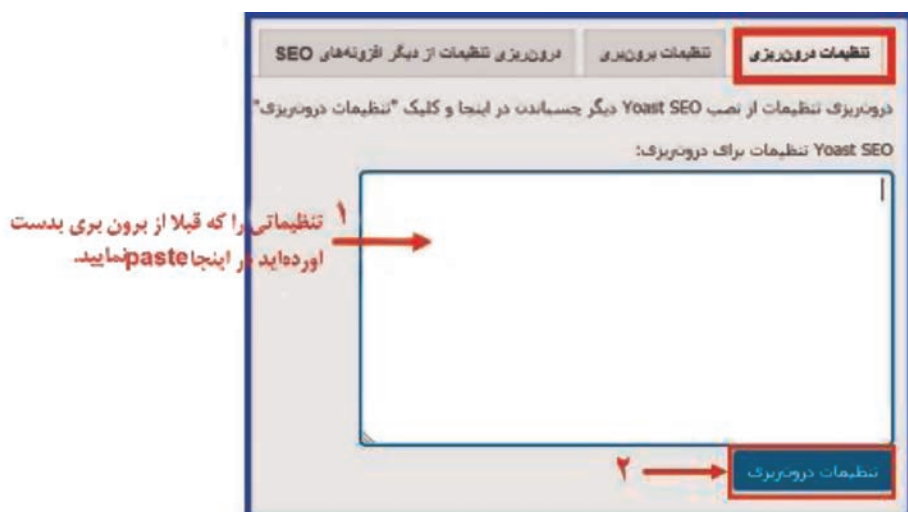 تنظیمات درون‌ریزی
تنظیمات برون‌بری
درون‌ریزی تنظیمات از دیگر افزونه‌های SEO
درون‌ریزی تنظیمات از نصب Yoast SEO دیگر چسباندن در اینجا و کلیک "تنظیمات درون‌ریزی"
Yoast SEO تنظیمات برای درون‌ریزی:
۱
تنظیماتی را که قبلا از برون بری بدست
اورده‌اید در اینجا paste نمایید.
۲
تنظیمات درون‌ریزی